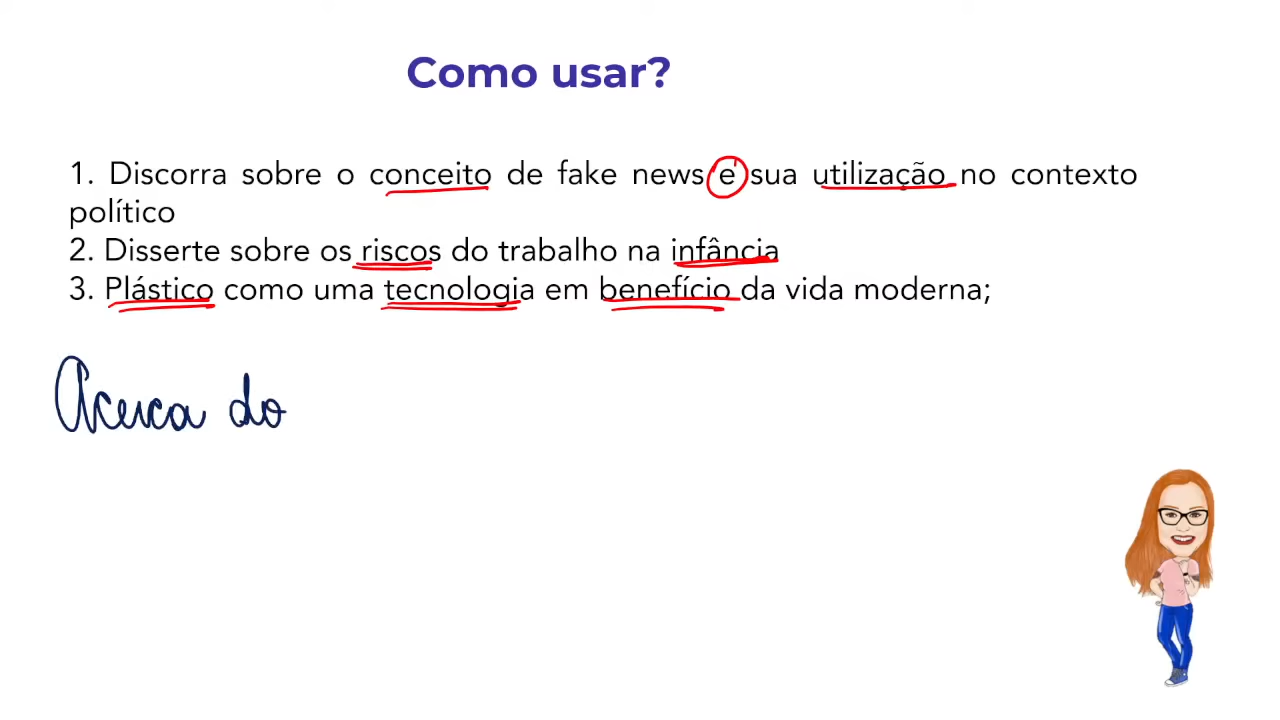 Como usar?
1. Discorra sobre o conceito de fake news e sua utilização no contexto
político
2. Disserte sobre os riscos do trabalho na infância
3. Plástico como uma tecnologia em benefício da vida moderna;
Acerca do